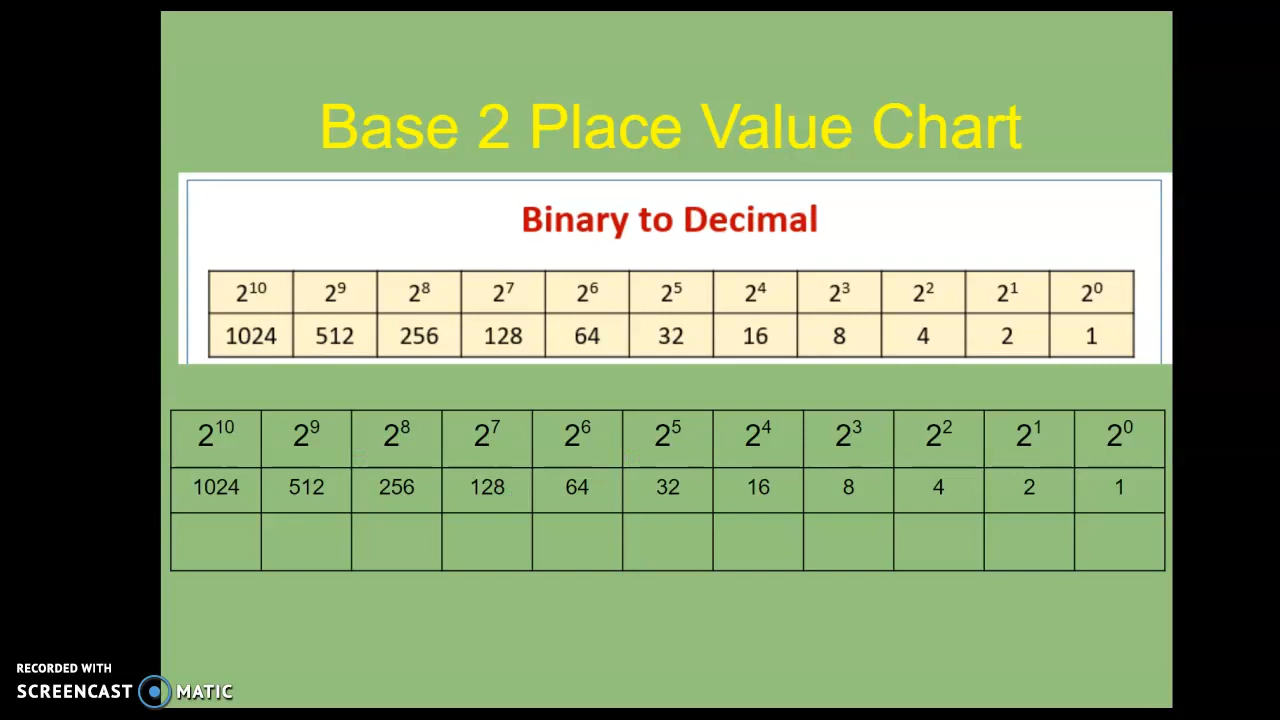 Base 2 Place Value Chart
Binary to Decimal
2¹⁰ 2⁹ 2⁸ 2⁷ 2⁶ 2⁵ 2⁴ 2³ 2² 2¹ 2⁰
1024 512 256 128 64 32 16 8 4 2 1
2¹⁰ 2⁹ 2⁸ 2⁷ 2⁶ 2⁵ 2⁴ 2³ 2² 2¹ 2⁰
1024 512 256 128 64 32 16 8 4 2 1
RECORDED WITH
SCREENCAST MATIC